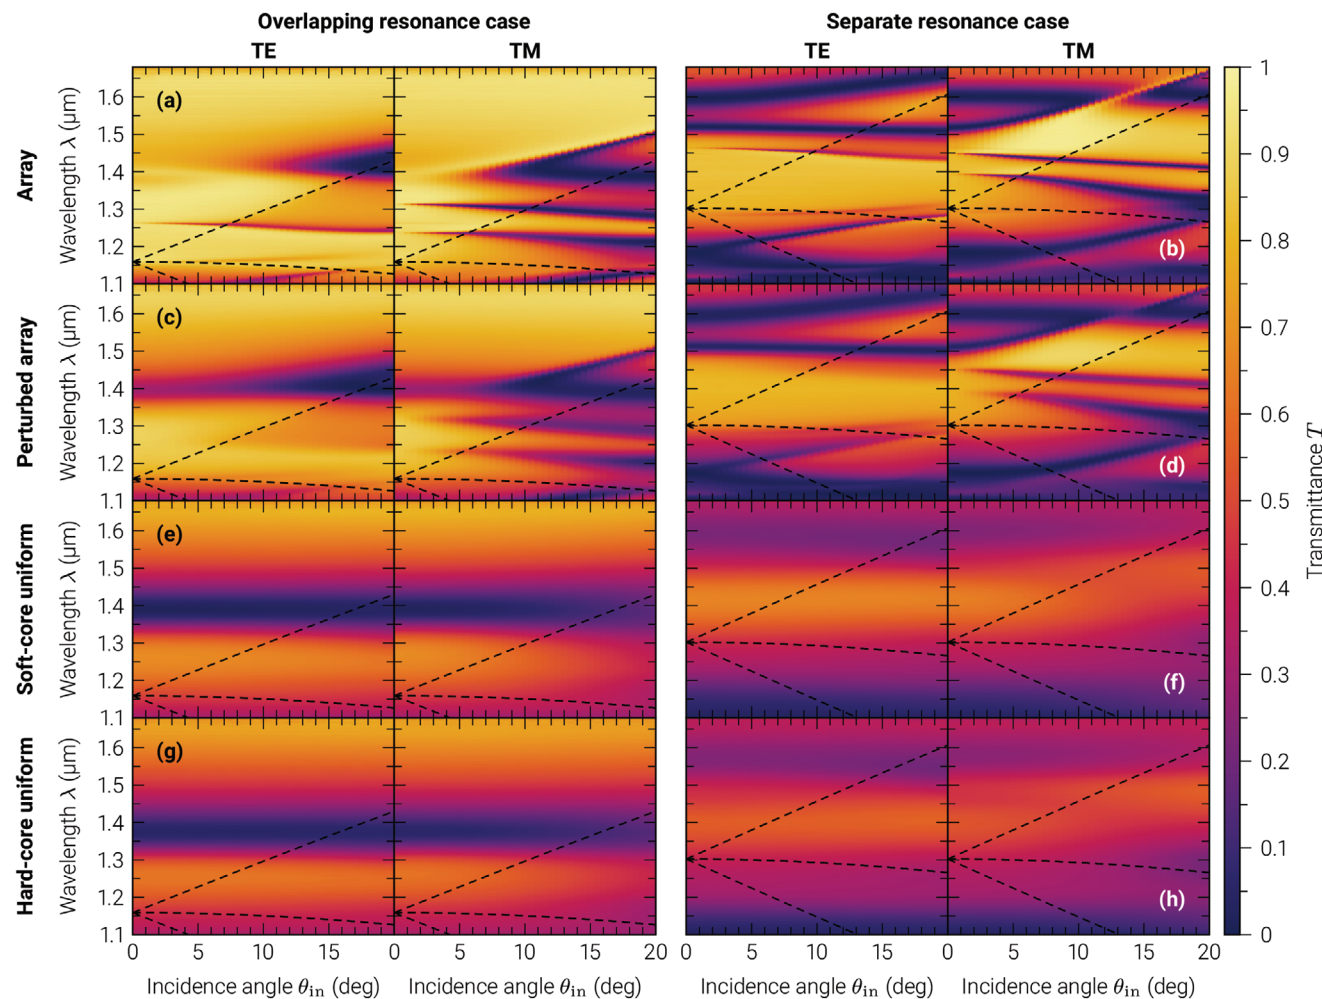 Overlapping resonance case
Separate resonance case
TE
TM
TE
TM
Array
Wavelength λ (μm)
1.6
1.5
1.4
1.3
1.2
1.1
(a)
(b)
Perturbed array
Wavelength λ (μm)
1.6
1.5
1.4
1.3
1.2
1.1
(c)
(d)
Soft-core uniform
Wavelength λ (μm)
1.6
1.5
1.4
1.3
1.2
1.1
(e)
(f)
Hard-core uniform
Wavelength λ (μm)
1.6
1.5
1.4
1.3
1.2
1.1
(g)
(h)
0 5 10 15 0 5 10 15 20
0 5 10 15 0 5 10 15 20
Incidence angle θin (deg)
Incidence angle θin (deg)
Incidence angle θin (deg)
Incidence angle θin (deg)
1
0.9
0.8
0.7
0.6
0.5
0.4
0.3
0.2
0.1
0
Transmittance T